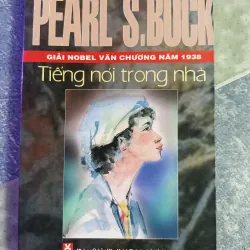 PEARL S.BUCK
GIẢI NOBEL VĂN CHƯƠNG NĂM 1938
Tiếng nói trong nhà